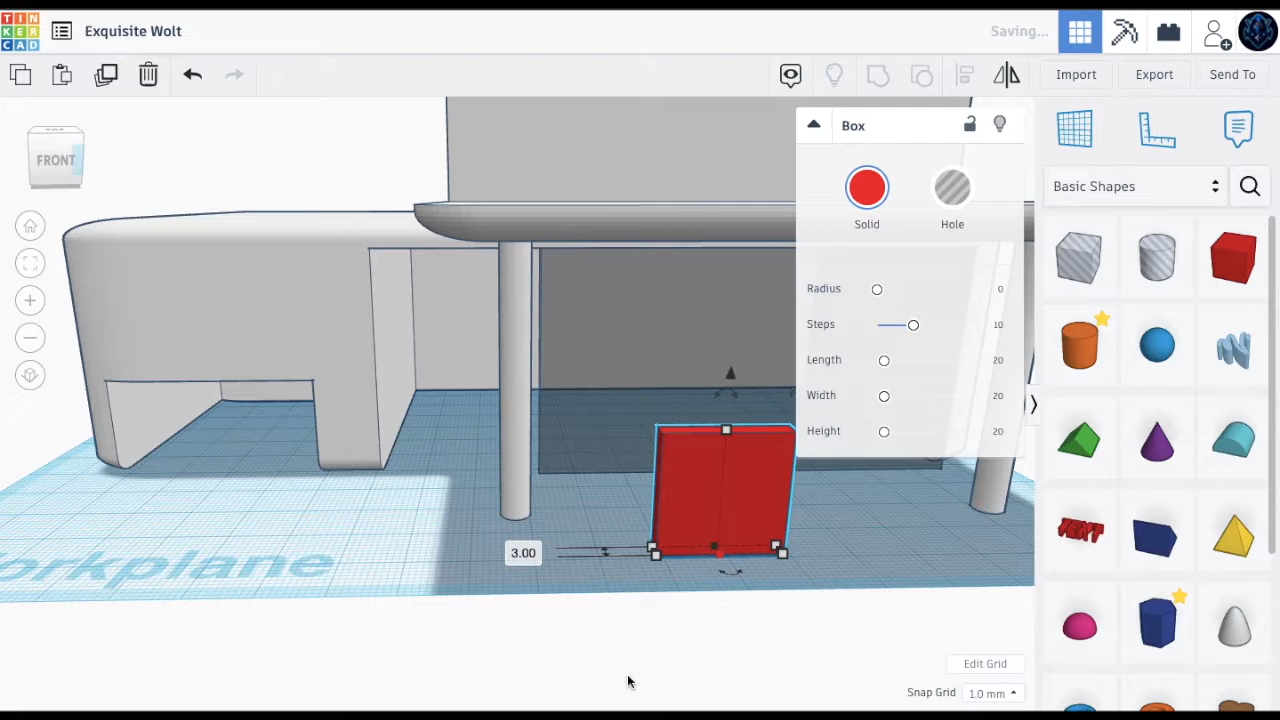 TIN
KER
CAD
Exquisite Wolt
Saving...
Import
Export
Send To
FRONT
Box
Solid
Hole
Radius
0
Steps
10
Length
20
Width
20
Height
20
Basic Shapes
TEXT
3.00
orkplane
Edit Grid
Snap Grid
1.0 mm